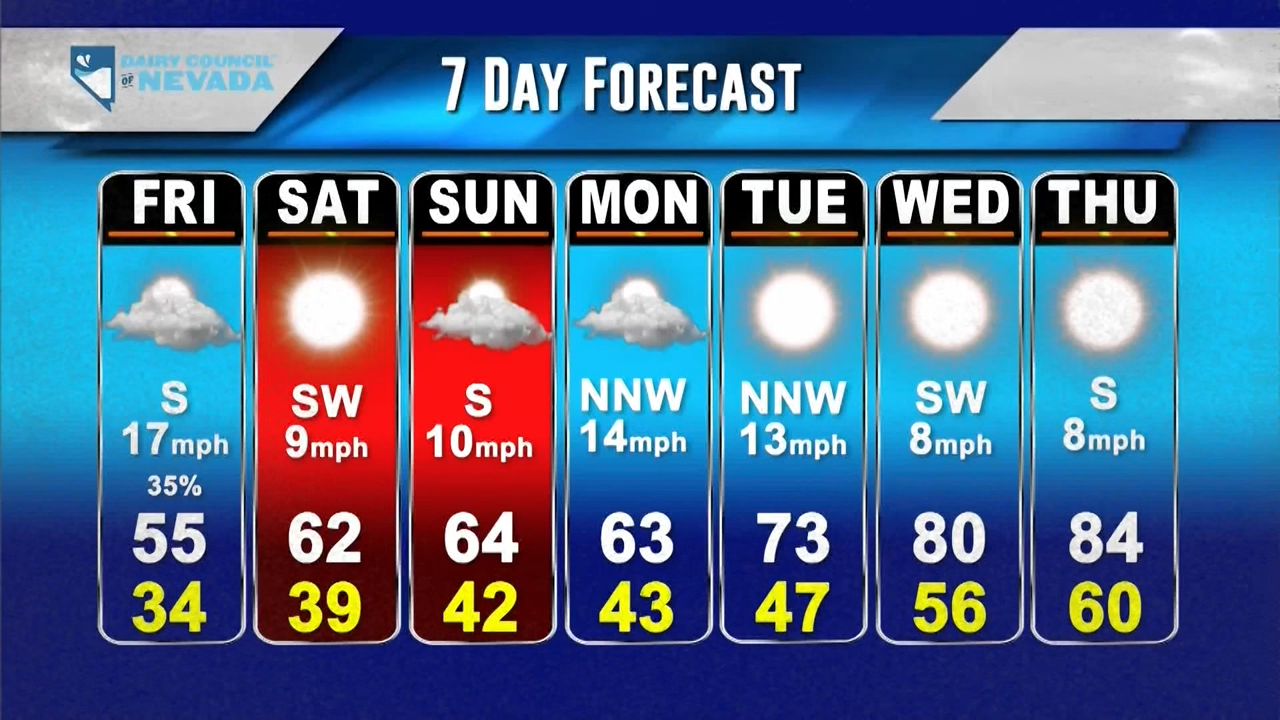 DAIRY COUNCIL
OF NEVADA
7 DAY FORECAST
FRI SAT SUN MON TUE WED THU
S SW S NNW NNW SW S
17mph 9mph 10mph 14mph 13mph 8mph 8mph
35%
55 62 64 63 73 80 84
34 39 42 43 47 56 60